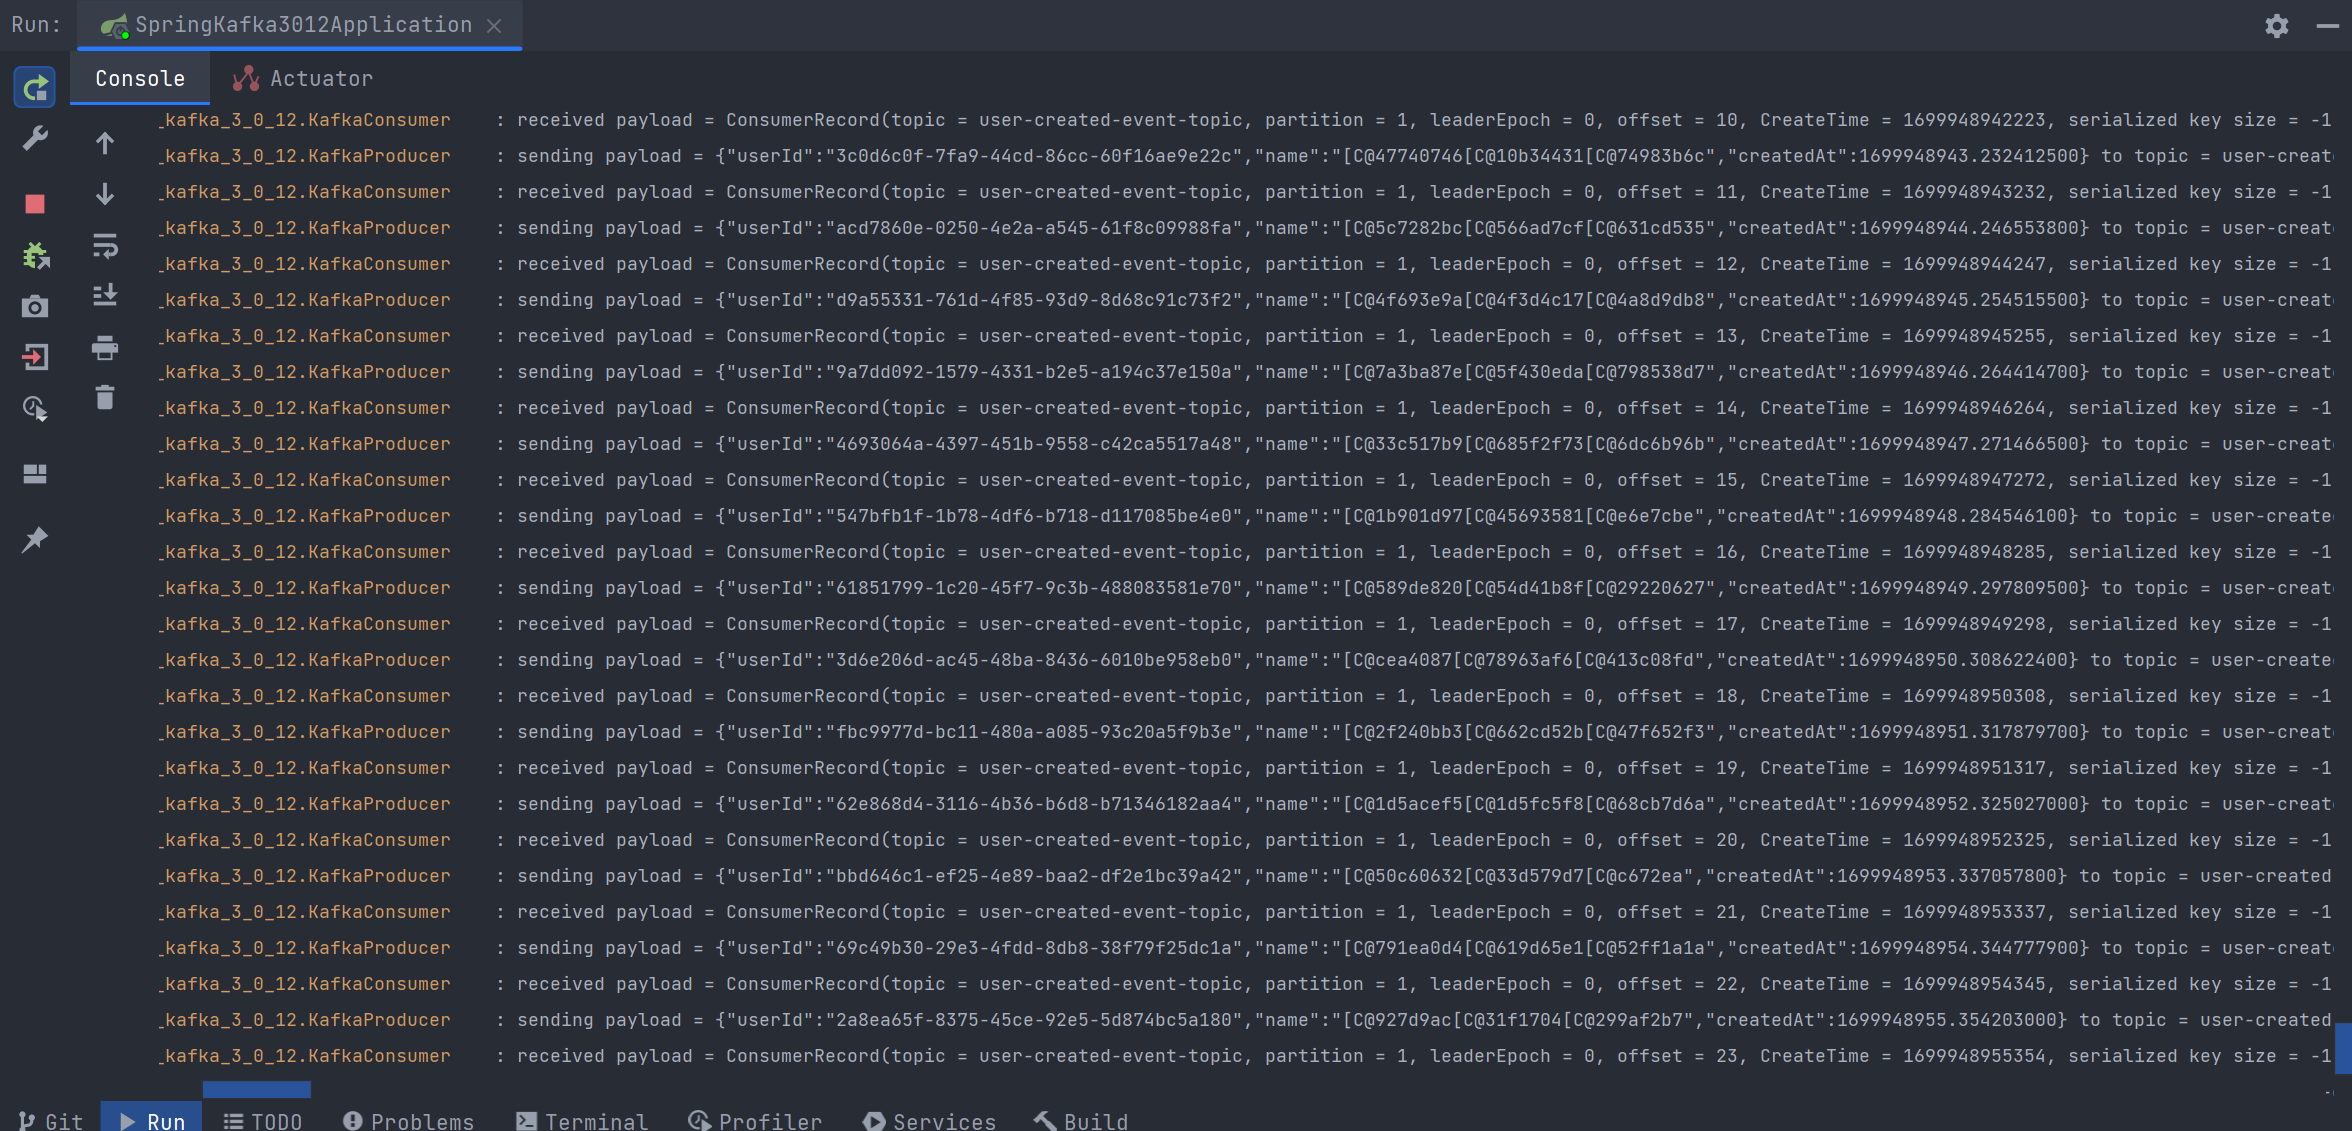 Run: SpringKafka3012Application
Console Actuator
_kafka_3_0_12.KafkaConsumer : received payload = ConsumerRecord(topic = user-created-event-topic, partition = 1, leaderEpoch = 0, offset = 10, CreateTime = 1699948942223, serialized key size = -1
_kafka_3_0_12.KafkaProducer : sending payload = {"userId":"3c0d6c0f-7fa9-44cd-86cc-60f16ae9e22c","name":"[C@47740746[C@10b34431[C@74983b6c","createdAt":1699948943.232412500} to topic = user-creat
_kafka_3_0_12.KafkaConsumer : received payload = ConsumerRecord(topic = user-created-event-topic, partition = 1, leaderEpoch = 0, offset = 11, CreateTime = 1699948943232, serialized key size = -1
_kafka_3_0_12.KafkaProducer : sending payload = {"userId":"acd7860e-0250-4e2a-a545-61f8c09988fa","name":"[C@5c7282bc[C@566ad7cf[C@631cd535","createdAt":1699948944.246553800} to topic = user-creat
_kafka_3_0_12.KafkaConsumer : received payload = ConsumerRecord(topic = user-created-event-topic, partition = 1, leaderEpoch = 0, offset = 12, CreateTime = 1699948944247, serialized key size = -1
_kafka_3_0_12.KafkaProducer : sending payload = {"userId":"d9a55331-761d-4f85-93d9-8d68c91c73f2","name":"[C@4f693e9a[C@4f3d4c17[C@4a8d9db8","createdAt":1699948945.254515500} to topic = user-creat
_kafka_3_0_12.KafkaConsumer : received payload = ConsumerRecord(topic = user-created-event-topic, partition = 1, leaderEpoch = 0, offset = 13, CreateTime = 1699948945255, serialized key size = -1
_kafka_3_0_12.KafkaProducer : sending payload = {"userId":"9a7dd092-1579-4331-b2e5-a194c37e150a","name":"[C@7a3ba87e[C@5f430eda[C@798538d7","createdAt":1699948946.264414700} to topic = user-creat
_kafka_3_0_12.KafkaConsumer : received payload = ConsumerRecord(topic = user-created-event-topic, partition = 1, leaderEpoch = 0, offset = 14, CreateTime = 1699948946264, serialized key size = -1
_kafka_3_0_12.KafkaProducer : sending payload = {"userId":"4693064a-4397-451b-9558-c42ca5517a48","name":"[C@33c517b9[C@685f2f73[C@6dc6b96b","createdAt":1699948947.271466500} to topic = user-creat
_kafka_3_0_12.KafkaConsumer : received payload = ConsumerRecord(topic = user-created-event-topic, partition = 1, leaderEpoch = 0, offset = 15, CreateTime = 1699948947272, serialized key size = -1
_kafka_3_0_12.KafkaProducer : sending payload = {"userId":"547bfb1f-1b78-4df6-b718-d117085be4e0","name":"[C@1b901d97[C@45693581[C@e6e7cbe","createdAt":1699948948.284546100} to topic = user-create
_kafka_3_0_12.KafkaConsumer : received payload = ConsumerRecord(topic = user-created-event-topic, partition = 1, leaderEpoch = 0, offset = 16, CreateTime = 1699948948285, serialized key size = -1
_kafka_3_0_12.KafkaProducer : sending payload = {"userId":"61851799-1c20-45f7-9c3b-488083581e70","name":"[C@589de820[C@54d41b8f[C@29220627","createdAt":1699948949.297809500} to topic = user-creat
_kafka_3_0_12.KafkaConsumer : received payload = ConsumerRecord(topic = user-created-event-topic, partition = 1, leaderEpoch = 0, offset = 17, CreateTime = 1699948949298, serialized key size = -1
_kafka_3_0_12.KafkaProducer : sending payload = {"userId":"3d6e206d-ac45-48ba-8436-6010be958eb0","name":"[C@cea4087[C@78963af6[C@413c08fd","createdAt":1699948950.308622400} to topic = user-create
_kafka_3_0_12.KafkaConsumer : received payload = ConsumerRecord(topic = user-created-event-topic, partition = 1, leaderEpoch = 0, offset = 18, CreateTime = 1699948950308, serialized key size = -1
_kafka_3_0_12.KafkaProducer : sending payload = {"userId":"fbc9977d-bc11-480a-a085-93c20a5f9b3e","name":"[C@2f240bb3[C@662cd52b[C@47f652f3","createdAt":1699948951.317879700} to topic = user-creat
_kafka_3_0_12.KafkaConsumer : received payload = ConsumerRecord(topic = user-created-event-topic, partition = 1, leaderEpoch = 0, offset = 19, CreateTime = 1699948951317, serialized key size = -1
_kafka_3_0_12.KafkaProducer : sending payload = {"userId":"62e868d4-3116-4b36-b6d8-b71346182aa4","name":"[C@1d5acef5[C@1d5fc5f8[C@68cb7d6a","createdAt":1699948952.325027000} to topic = user-creat
_kafka_3_0_12.KafkaConsumer : received payload = ConsumerRecord(topic = user-created-event-topic, partition = 1, leaderEpoch = 0, offset = 20, CreateTime = 1699948952325, serialized key size = -1
_kafka_3_0_12.KafkaProducer : sending payload = {"userId":"bbd646c1-ef25-4e89-baa2-df2e1bc39a42","name":"[C@50c60632[C@33d579d7[C@c672ea","createdAt":1699948953.337057800} to topic = user-created
_kafka_3_0_12.KafkaConsumer : received payload = ConsumerRecord(topic = user-created-event-topic, partition = 1, leaderEpoch = 0, offset = 21, CreateTime = 1699948953337, serialized key size = -1
_kafka_3_0_12.KafkaProducer : sending payload = {"userId":"69c49b30-29e3-4fdd-8db8-38f79f25dc1a","name":"[C@791ea0d4[C@619d65e1[C@52ff1a1a","createdAt":1699948954.344777900} to topic = user-creat
_kafka_3_0_12.KafkaConsumer : received payload = ConsumerRecord(topic = user-created-event-topic, partition = 1, leaderEpoch = 0, offset = 22, CreateTime = 1699948954345, serialized key size = -1
_kafka_3_0_12.KafkaProducer : sending payload = {"userId":"2a8ea65f-8375-45ce-92e5-5d874bc5a180","name":"[C@927d9ac[C@31f1704[C@299af2b7","createdAt":1699948955.354203000} to topic = user-created
_kafka_3_0_12.KafkaConsumer : received payload = ConsumerRecord(topic = user-created-event-topic, partition = 1, leaderEpoch = 0, offset = 23, CreateTime = 1699948955354, serialized key size = -1
Git Run TODO Problems Terminal Profiler Services Build